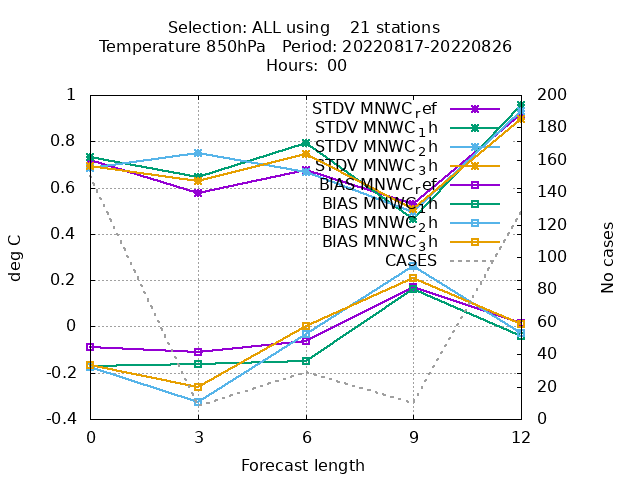 Selection: ALL using    21 stations
Temperature 850hPa   Period: 20220817-20220826
Hours:  00
1
0.8
0.6
0.4
0.2
0
-0.2
-0.4
deg C
200
180
160
140
120
100
80
60
40
20
0
No cases
STDV MNWC_ref
STDV MNWC_1h
STDV MNWC_2h
STDV MNWC_3h
BIAS MNWC_ref
BIAS MNWC_1h
BIAS MNWC_2h
BIAS MNWC_3h
CASES
0 3 6 9 12
Forecast length